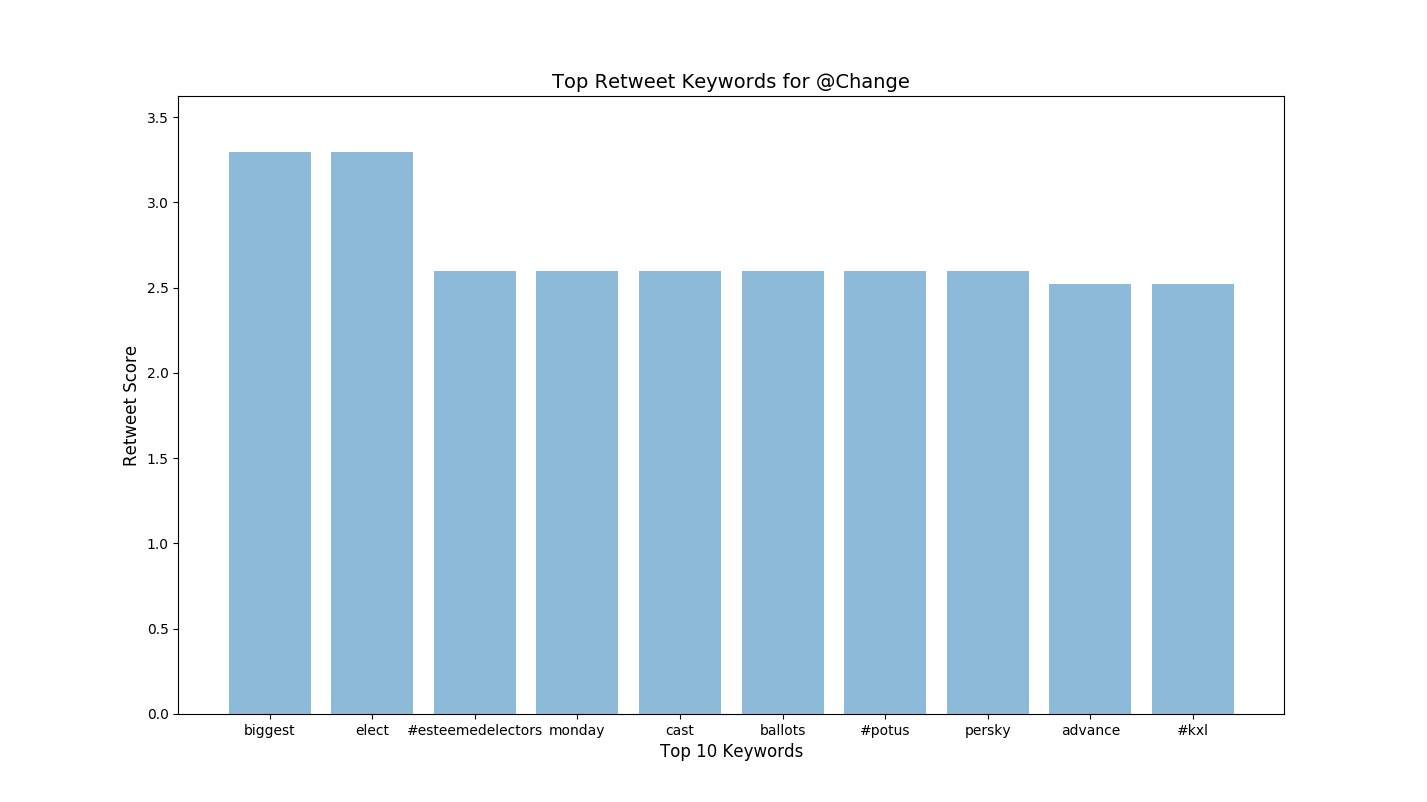 Top Retweet Keywords for @Change
3.5
3.0
2.5
2.0
1.5
1.0
0.5
0.0
Retweet Score
biggest elect #esteemedelectors monday cast ballots #potus persky advance #kxl
Top 10 Keywords